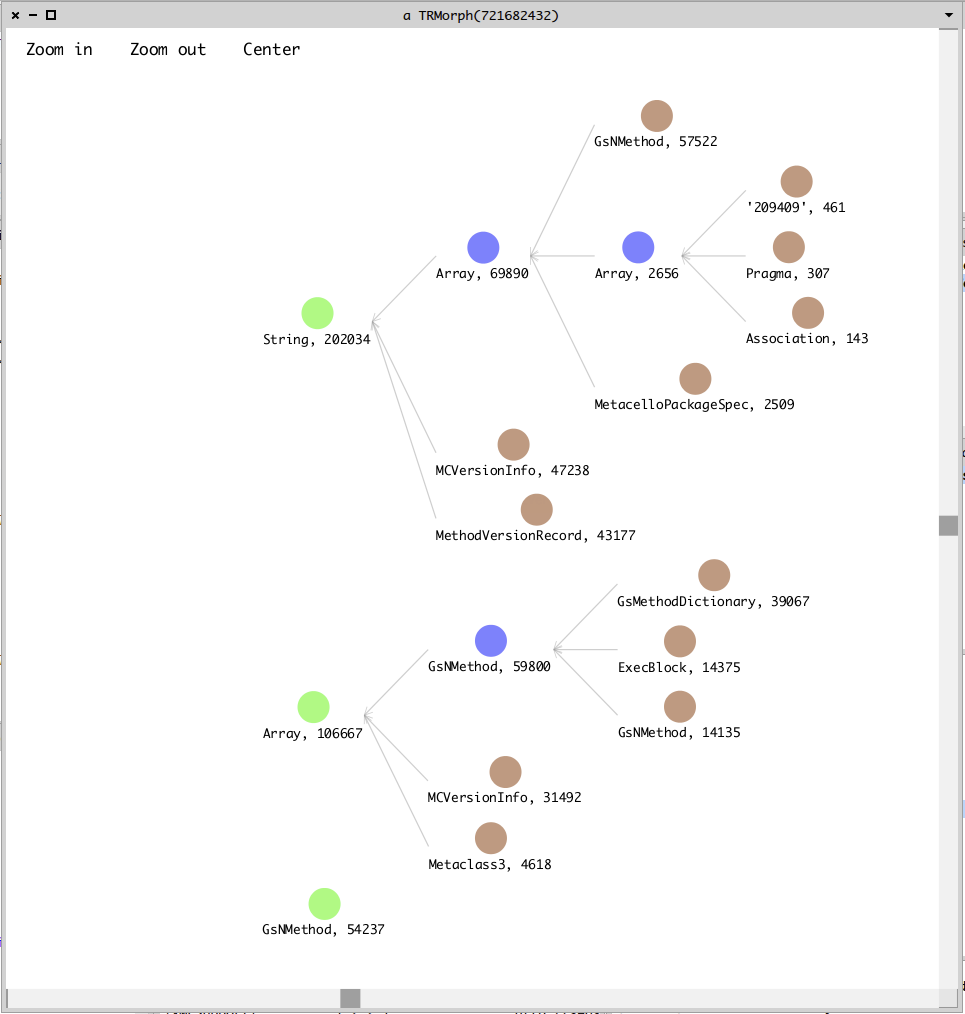 a TRMorph(721682432)
Zoom in Zoom out Center
GsNMethod, 57522
'209409', 461
Array, 69890
Array, 2656
Pragma, 307
String, 202034
Association, 143
MetacelloPackageSpec, 2509
MCVersionInfo, 47238
MethodVersionRecord, 43177
GsMethodDictionary, 39067
GsNMethod, 59800
ExecBlock, 14375
Array, 106667
GsNMethod, 14135
MCVersionInfo, 31492
Metaclass3, 4618
GsNMethod, 54237